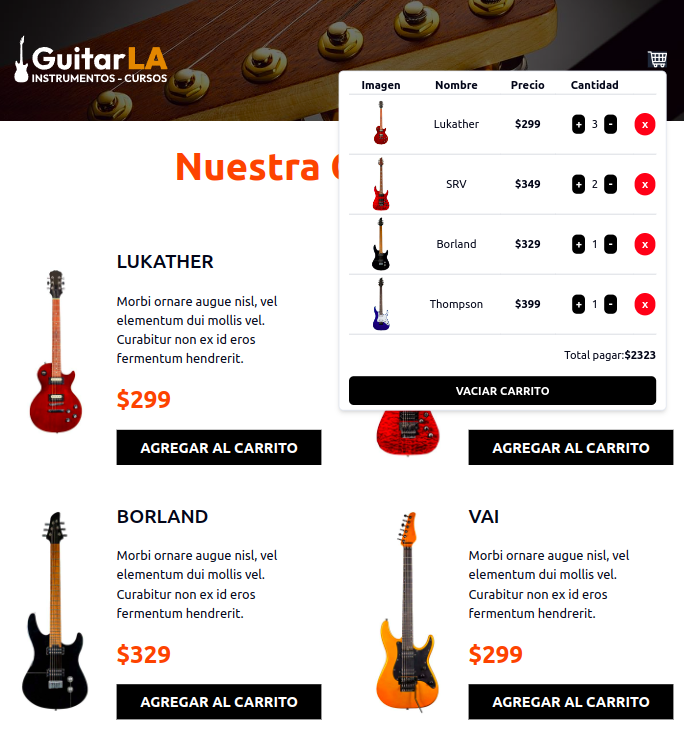 GuitarLA
INSTRUMENTOS - CURSOS
Imagen Nombre Precio Cantidad
Lukather $299 + 3 - x
SRV $349 + 2 - x
Borland $329 + 1 - x
Thompson $399 + 1 - x
Total pagar:$2323
VACIAR CARRITO
Nuestra
LUKATHER
Morbi ornare augue nisl, vel
elementum dui mollis vel.
Curabitur non ex id eros
fermentum hendrerit.
$299
AGREGAR AL CARRITO
AGREGAR AL CARRITO
BORLAND
Morbi ornare augue nisl, vel
elementum dui mollis vel.
Curabitur non ex id eros
fermentum hendrerit.
$329
AGREGAR AL CARRITO
VAI
Morbi ornare augue nisl, vel
elementum dui mollis vel.
Curabitur non ex id eros
fermentum hendrerit.
$299
AGREGAR AL CARRITO